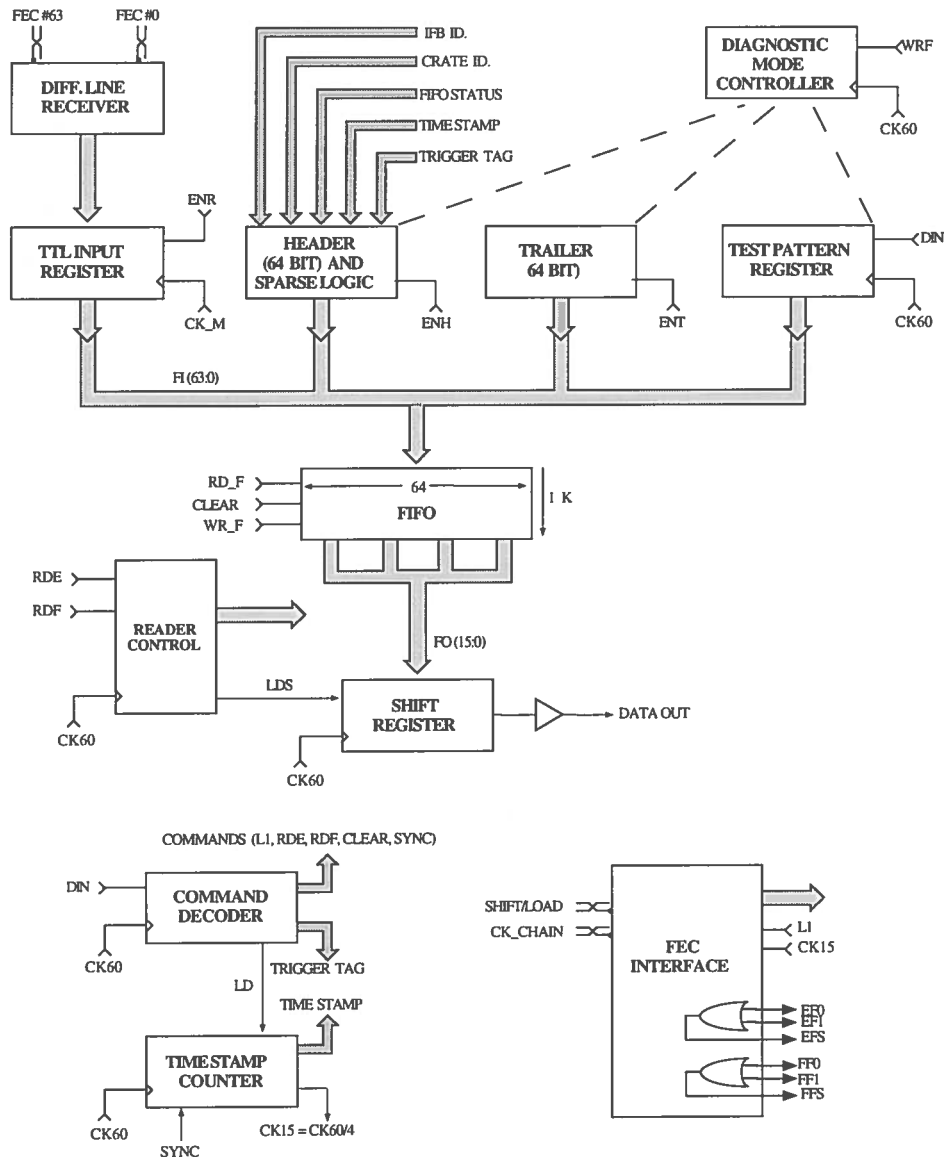 FEC #63
FEC #0
DIFF. LINE
RECEIVER
IFB ID.
CRATE ID.
FIFO STATUS
TIME STAMP
TRIGGER TAG
DIAGNOSTIC
MODE
CONTROLLER
WRF
CK60
ENR
TTL INPUT
REGISTER
CK_M
HEADER
(64 BIT) AND
SPARSE LOGIC
ENH
TRAILER
64 BIT)
ENT
TEST PATTERN
REGISTER
DIN
CK60
FI (63:0)
RD_F
CLEAR
WR_F
64
FIFO
1 K
RDE
RDF
READER
CONTROL
CK60
FO (15:0)
LDS
SHIFT
REGISTER
CK60
DATA OUT
COMMANDS (L1, RDE, RDF, CLEAR, SYNC)
DIN
COMMAND
DECODER
CK60
TRIGGER TAG
LD
TIME STAMP
TIME STAMP
COUNTER
CK60
SYNC
CK15 = CK60/4
SHIFT/LOAD
CK_CHAIN
FEC
INTERFACE
L1
CK15
EF0
EF1
EFS
FF0
FF1
FFS